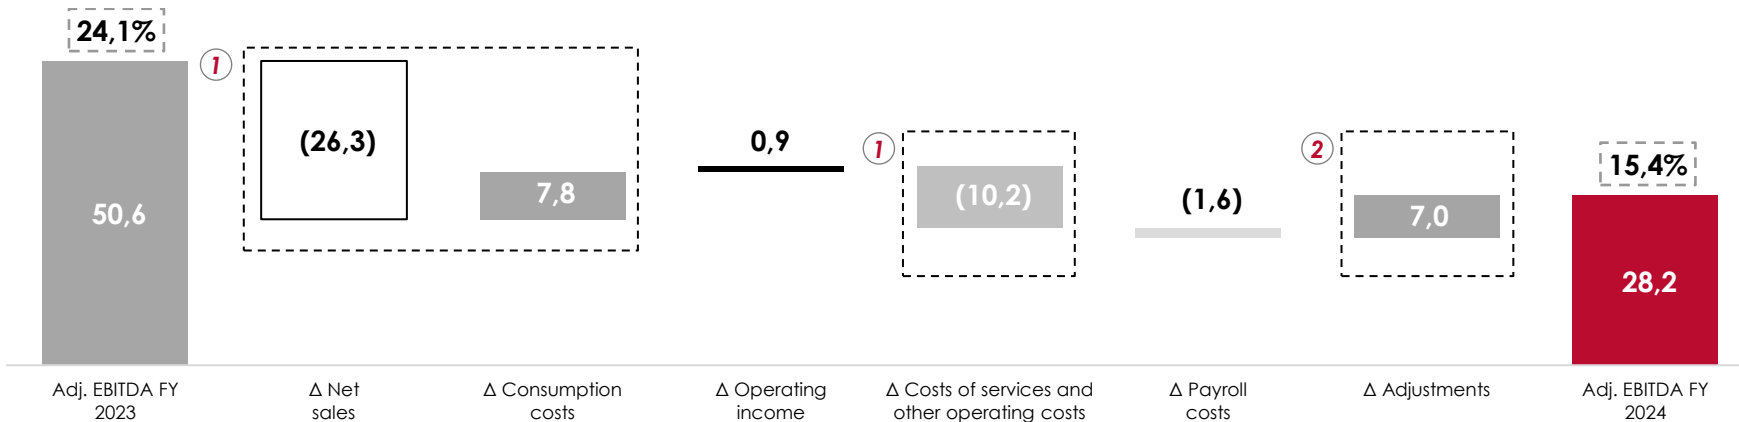 24,1%
1
(26,3)
7,8
0,9
1
(10,2)
(1,6)
2
7,0
15,4%
50,6
28,2
Adj. EBITDA FY
2023
Δ Net
sales
Δ Consumption
costs
Δ Operating
income
Δ Costs of services and
other operating costs
Δ Payroll
costs
Δ Adjustments
Adj. EBITDA FY
2024